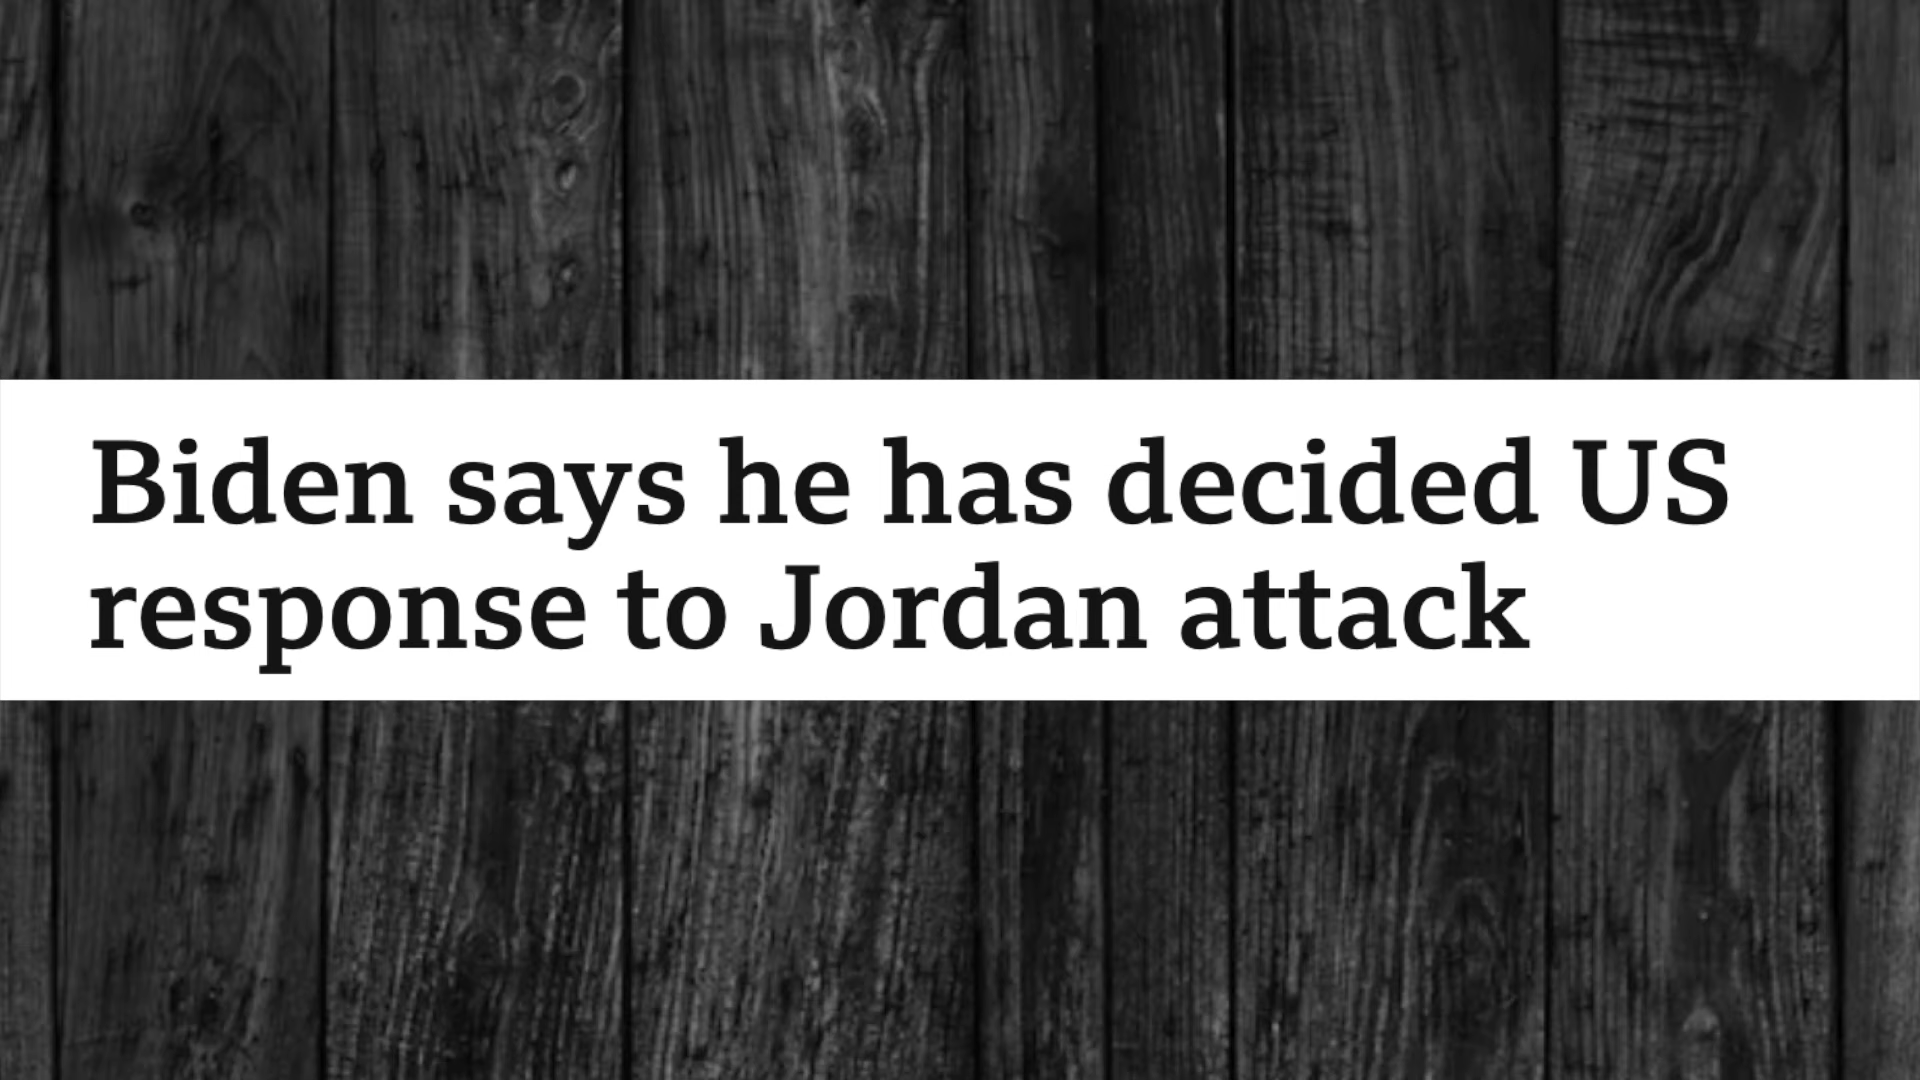 Biden says he has decided US
response to Jordan attack